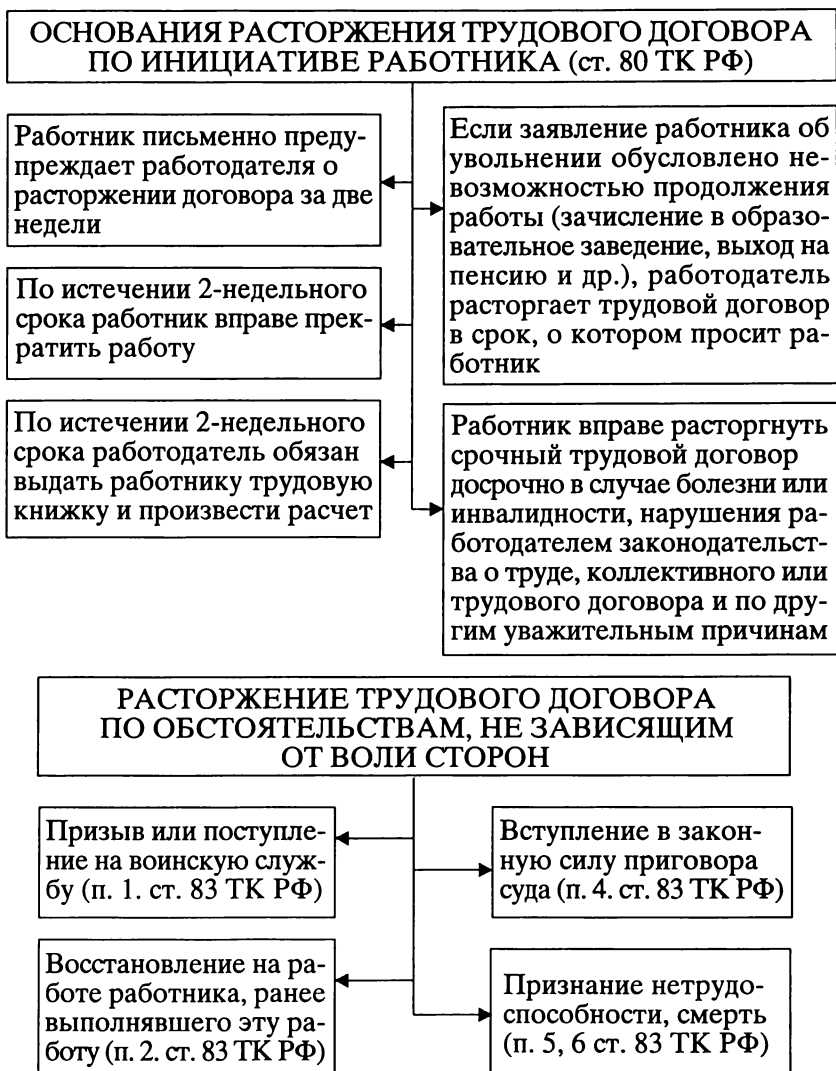 ОСНОВАНИЯ РАСТОРЖЕНИЯ ТРУДОВОГО ДОГОВОРА
ПО ИНИЦИАТИВЕ РАБОТНИКА (ст. 80 ТК РФ)
Работник письменно преду-
преждает работодателя о
расторжении договора за две
недели
По истечении 2-недельного
срока работник вправе прек-
ратить работу
По истечении 2-недельного
срока работодатель обязан
выдать работнику трудовую
книжку и произвести расчет
Если заявление работника об
увольнении обусловлено не-
возможностью продолжения
работы (зачисление в образо-
вательное заведение, выход на
пенсию и др.), работодатель
расторгает трудовой договор
в срок, о котором просит ра-
ботник
Работник вправе расторгнуть
срочный трудовой договор
досрочно в случае болезни или
инвалидности, нарушения ра-
ботодателем законодательст-
ва о труде, коллективного или
трудового договора и по дру-
гим уважительным причинам
РАСТОРЖЕНИЕ ТРУДОВОГО ДОГОВОРА
ПО ОБСТОЯТЕЛЬСТВАМ, НЕ ЗАВИСЯЩИМ
ОТ ВОЛИ СТОРОН
Призыв или поступле-
ние на воинскую служ-
бу (п. 1. ст. 83 ТК РФ)
Восстановление на ра-
боте работника, ранее
выполнявшего эту ра-
боту (п. 2. ст. 83 ТК РФ)
Вступление в закон-
ную силу приговора
суда (п. 4. ст. 83 ТК РФ)
Признание нетрудо-
способности, смерть
(п. 5, 6 ст. 83 ТК РФ)